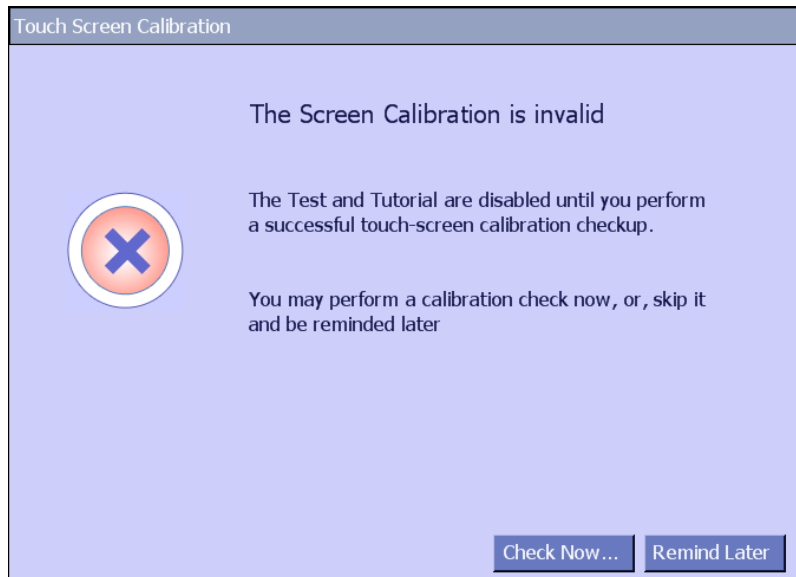 Touch Screen Calibration
The Screen Calibration is invalid
The Test and Tutorial are disabled until you perform
a successful touch-screen calibration checkup.
You may perform a calibration check now, or, skip it
and be reminded later
Check Now... Remind Later